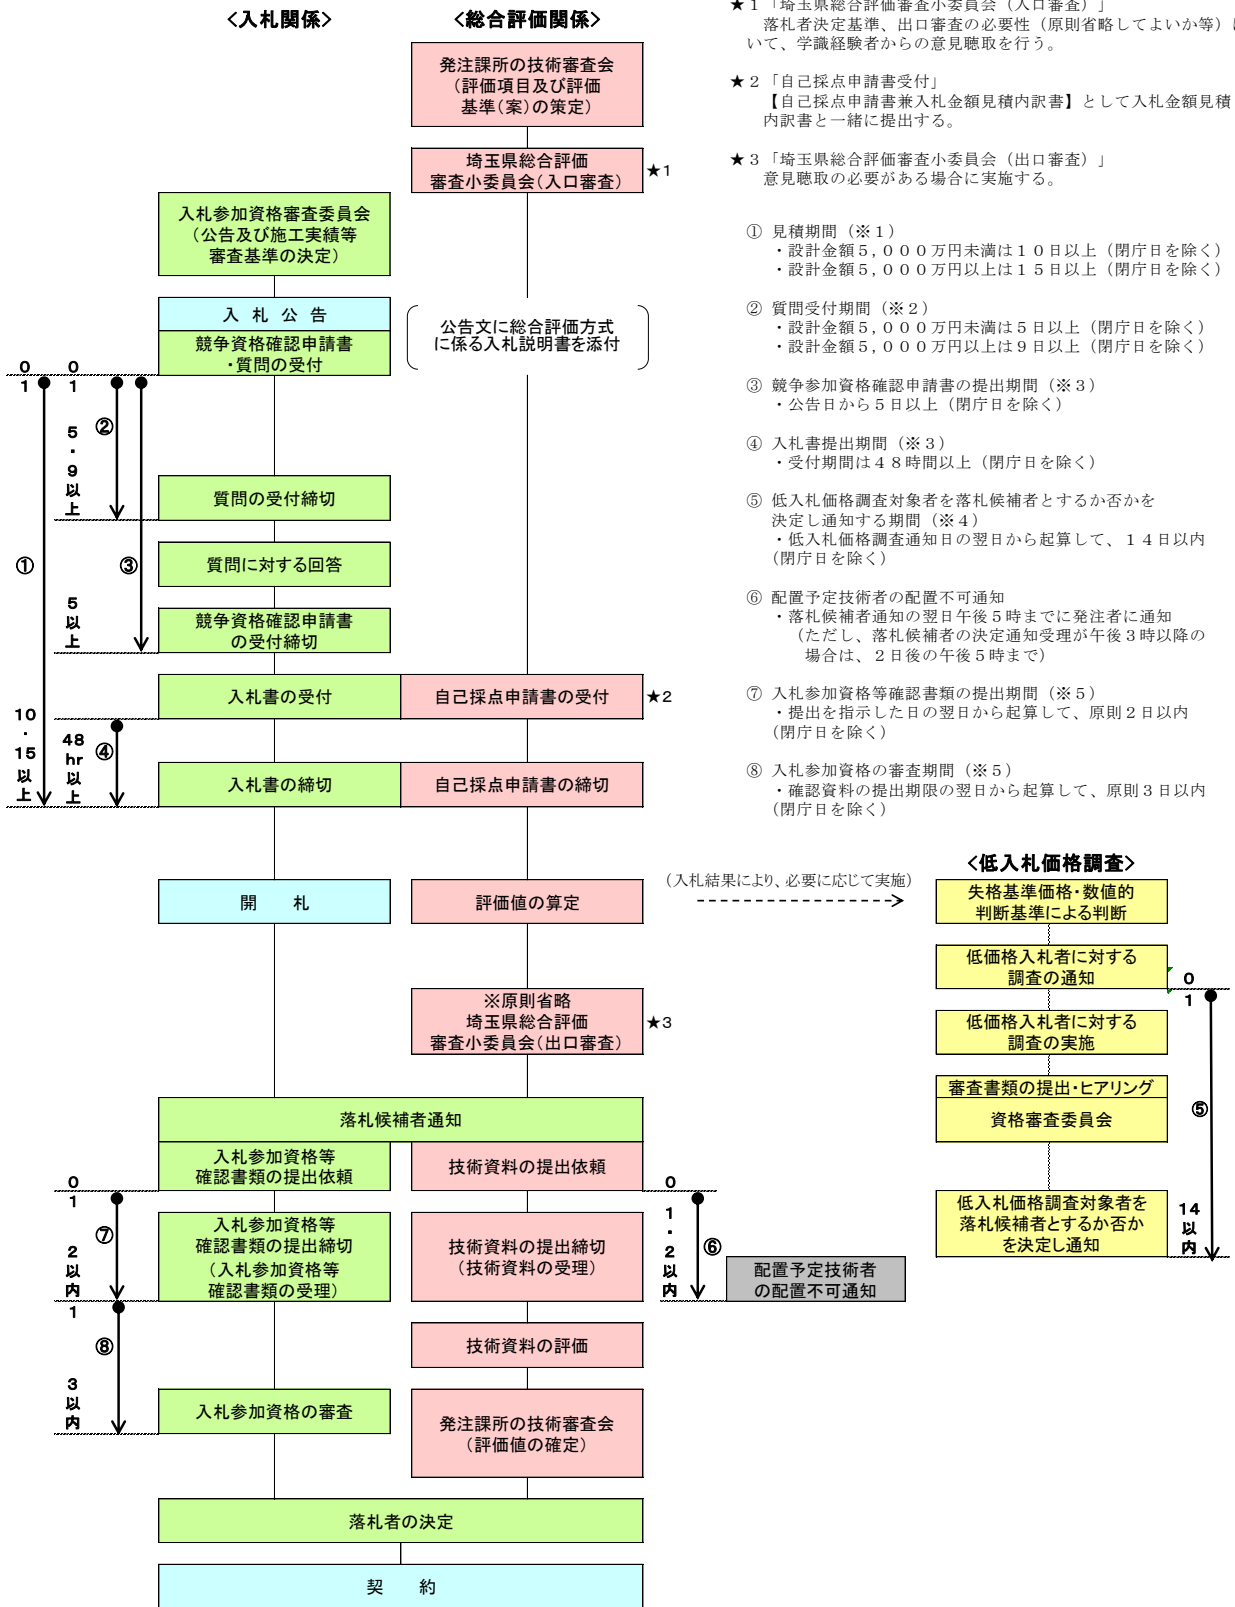 <入札関係>
<総合評価関係>
発注課所の技術審査会
(評価項目及び評価
基準(案)の策定)
埼玉県総合評価
審査小委員会(入口審査)
★1
入札参加資格審査委員会
(公告及び施工実績等
審査基準の決定)
入 札 公 告
競争資格確認申請書
・質問の受付
公告文に総合評価方式
に係る入札説明書を添付
0
1
0
1
②
5・9以上
質問の受付締切
①
③
質問に対する回答
5以上
競争資格確認申請書
の受付締切
入札書の受付
自己採点申請書の受付
★2
10・15以上
48hr以上
④
入札書の締切
自己採点申請書の締切
開 札
評価値の算定
(入札結果により、必要に応じて実施)
※原則省略
埼玉県総合評価
審査小委員会(出口審査)
★3
落札候補者通知
入札参加資格等
確認書類の提出依頼
技術資料の提出依頼
0
1
⑦
2以内
入札参加資格等
確認書類の提出締切
(入札参加資格等
確認書類の受理)
技術資料の提出締切
(技術資料の受理)
0
1・2以内
⑥
配置予定技術者
の配置不可通知
1
⑧
3以内
技術資料の評価
入札参加資格の審査
発注課所の技術審査会
(評価値の確定)
落札者の決定
契 約
★1「埼玉県総合評価審査小委員会(入口審査)」
落札者決定基準、出口審査の必要性(原則省略してよいか等)
いて、学識経験者からの意見聴取を行う。
★2「自己採点申請書受付」
【自己採点申請書兼入札金額見積内訳書】として入札金額見積
内訳書と一緒に提出する。
★3「埼玉県総合評価審査小委員会(出口審査)」
意見聴取の必要がある場合に実施する。
① 見積期間(※1)
・設計金額5,000万円未満は10日以上(閉庁日を除く)
・設計金額5,000万円以上は15日以上(閉庁日を除く)
② 質問受付期間(※2)
・設計金額5,000万円未満は5日以上(閉庁日を除く)
・設計金額5,000万円以上は9日以上(閉庁日を除く)
③ 競争参加資格確認申請書の提出期間(※3)
・公告日から5日以上(閉庁日を除く)
④ 入札書提出期間(※3)
・受付期間は48時間以上(閉庁日を除く)
⑤ 低入札価格調査対象者を落札候補者とするか否かを
決定し通知する期間(※4)
・低入札価格調査通知日の翌日から起算して、14日以内
(閉庁日を除く)
⑥ 配置予定技術者の配置不可通知
・落札候補者通知の翌日午後5時までに発注者に通知
(ただし、落札候補者の決定通知受理が午後3時以降の
場合は、2日後の午後5時まで)
⑦ 入札参加資格等確認書類の提出期間(※5)
・提出を指示した日の翌日から起算して、原則2日以内
(閉庁日を除く)
⑧ 入札参加資格の審査期間(※5)
・確認資料の提出期限の翌日から起算して、原則3日以内
(閉庁日を除く)
<低入札価格調査>
失格基準価格・数値的
判断基準による判断
低価格入札者に対する
調査の通知
0
1
低価格入札者に対する
調査の実施
審査書類の提出・ヒアリング
資格審査委員会
⑤
低入札価格調査対象者を
落札候補者とするか否か
を決定し通知
14以内